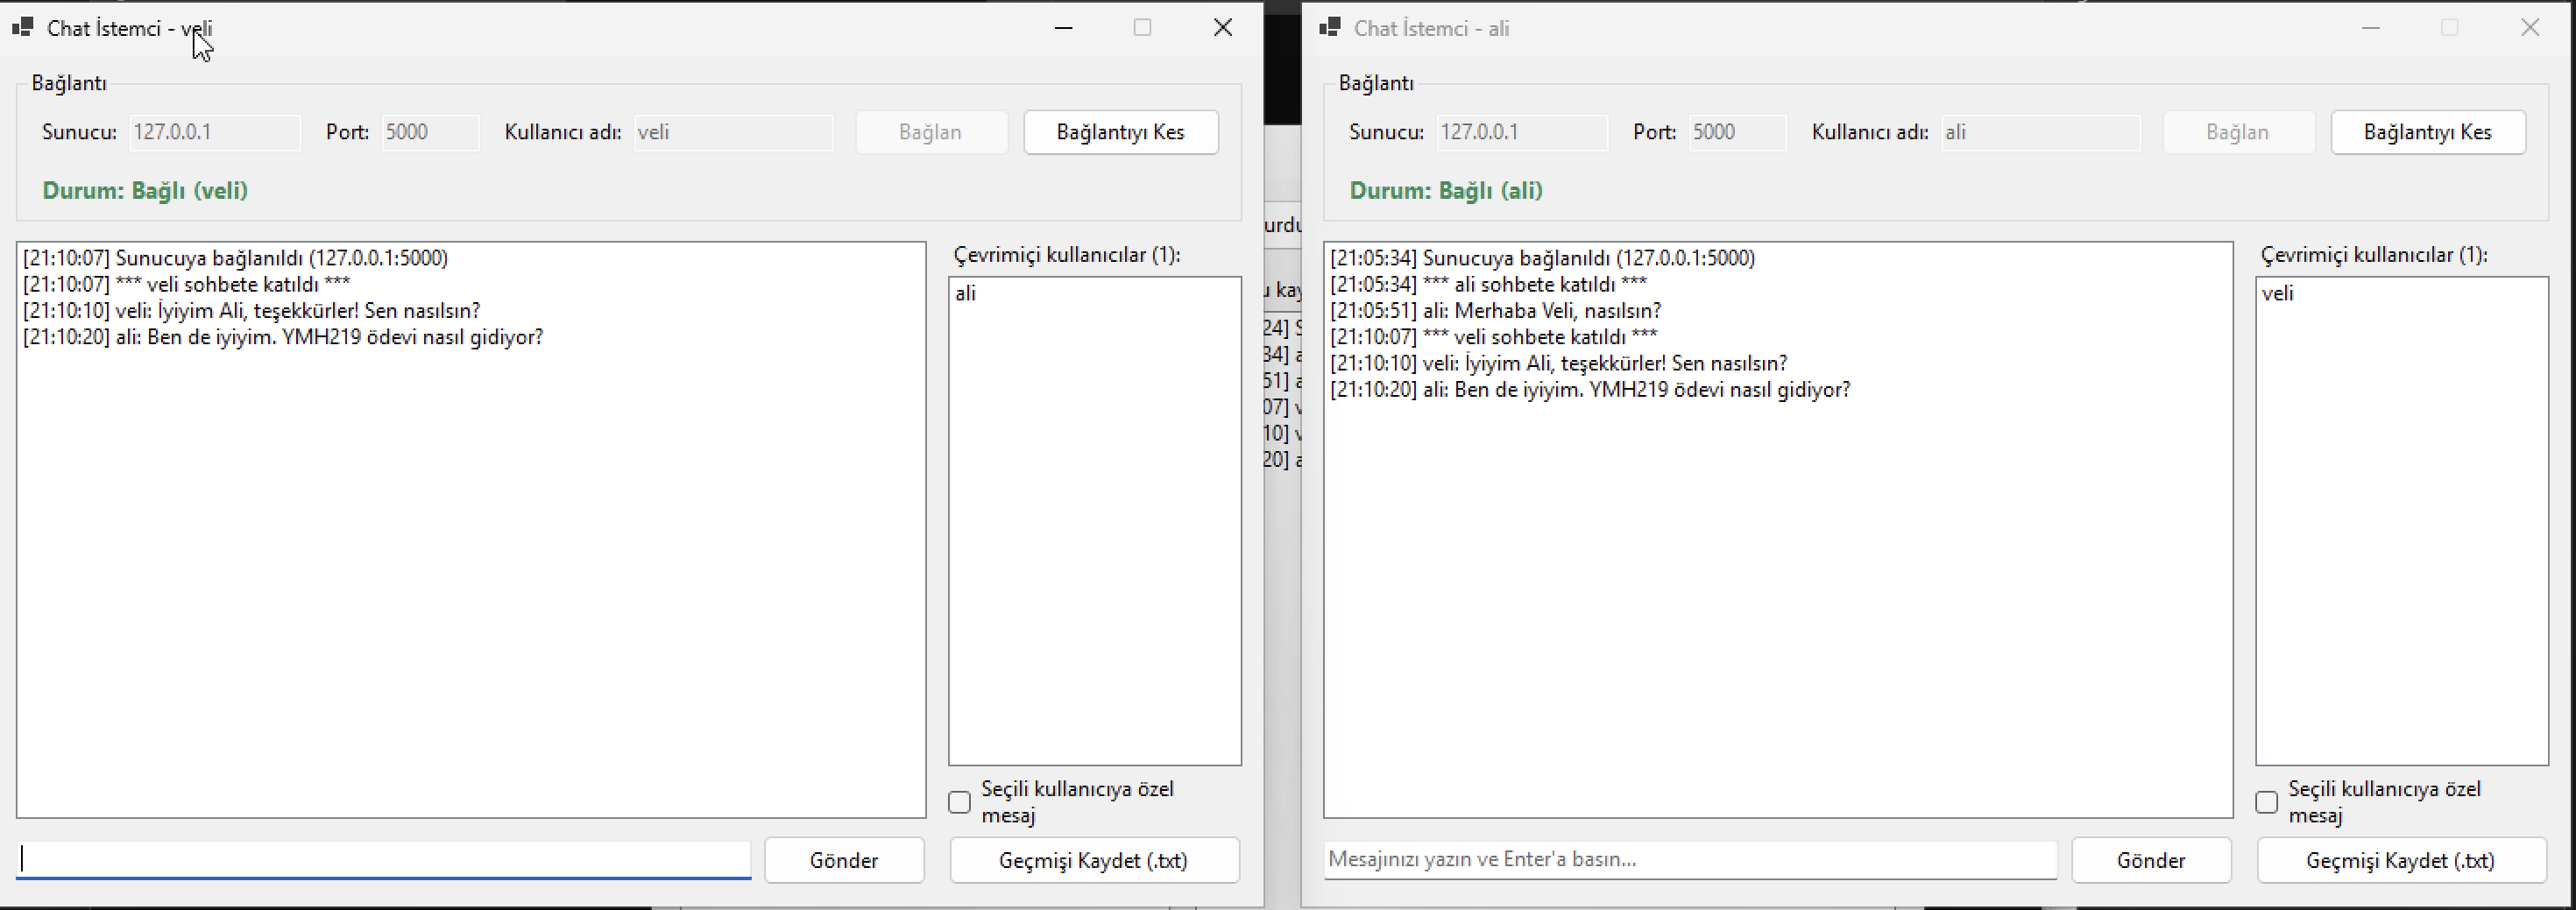 Chat İstemci - veli
Bağlantı
Sunucu: 127.0.0.1 Port: 5000 Kullanıcı adı: veli Bağlan Bağlantıyı Kes
Durum: Bağlı (veli)
[21:10:07] Sunucuya bağlanıldı (127.0.0.1:5000)
[21:10:07] *** veli sohbete katıldı ***
[21:10:10] veli: İyiyim Ali, teşekkürler! Sen nasılsın?
[21:10:20] ali: Ben de iyiyim. YMH219 ödevi nasıl gidiyor?
Çevrimiçi kullanıcılar (1):
ali
Seçili kullanıcıya özel
mesaj
Gönder
Geçmişi Kaydet (.txt)
24]
34]
51]
07]
10]
20]
Chat İstemci - ali
Bağlantı
Sunucu: 127.0.0.1 Port: 5000 Kullanıcı adı: ali Bağlan Bağlantıyı Kes
Durum: Bağlı (ali)
[21:05:34] Sunucuya bağlanıldı (127.0.0.1:5000)
[21:05:34] *** ali sohbete katıldı ***
[21:05:51] ali: Merhaba Veli, nasılsın?
[21:10:07] *** veli sohbete katıldı ***
[21:10:10] veli: İyiyim Ali, teşekkürler! Sen nasılsın?
[21:10:20] ali: Ben de iyiyim. YMH219 ödevi nasıl gidiyor?
Çevrimiçi kullanıcılar (1):
veli
Seçili kullanıcıya özel
mesaj
Mesajınızı yazın ve Enter'a basın...
Gönder
Geçmişi Kaydet (.txt)